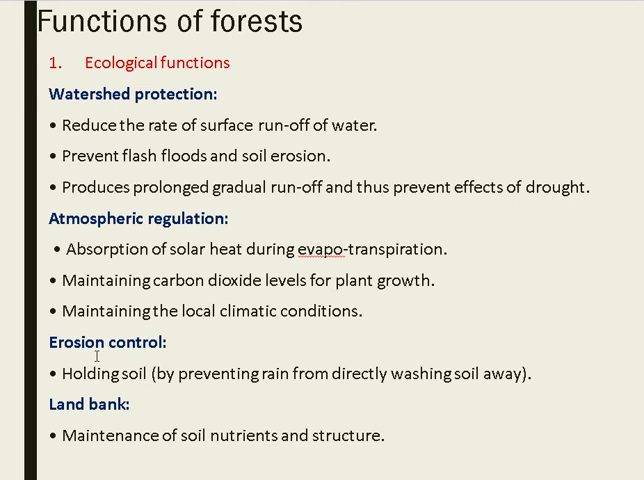 Functions of forests
1. Ecological functions
Watershed protection:
• Reduce the rate of surface run-off of water.
• Prevent flash floods and soil erosion.
• Produces prolonged gradual run-off and thus prevent effects of drought.
Atmospheric regulation:
• Absorption of solar heat during evapo-transpiration.
• Maintaining carbon dioxide levels for plant growth.
• Maintaining the local climatic conditions.
Erosion control:
• Holding soil (by preventing rain from directly washing soil away).
Land bank:
• Maintenance of soil nutrients and structure.